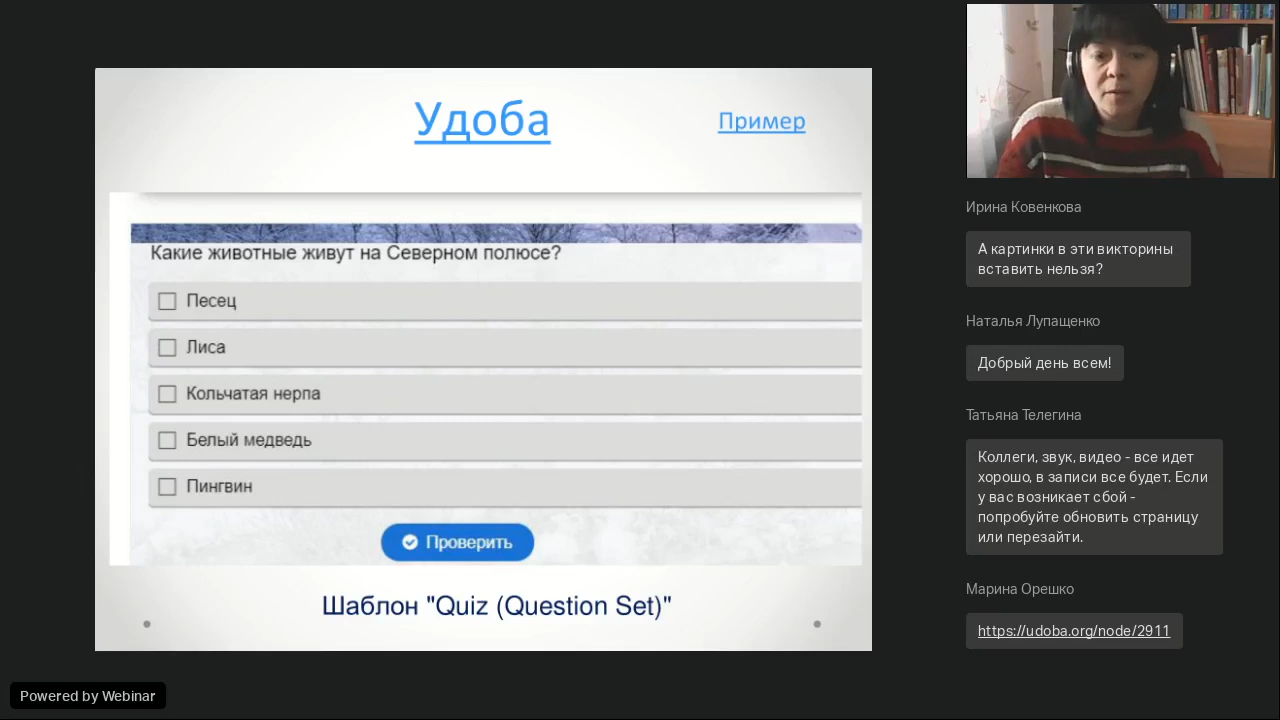 Удоба
Пример
Какие животные живут на Северном полюсе?
Песец
Лиса
Кольчатая нерпа
Белый медведь
Пингвин
Проверить
Шаблон "Quiz (Question Set)"
Ирина Ковенкова
А картинки в эти викторины
вставить нельзя?
Наталья Лупащенко
Добрый день всем!
Татьяна Телегина
Коллеги, звук, видео - все идет
хорошо, в записи все будет. Если
у вас возникает сбой -
попробуйте обновить страницу
или перезайти.
Марина Орешко
https://udoba.org/node/2911
Powered by Webinar